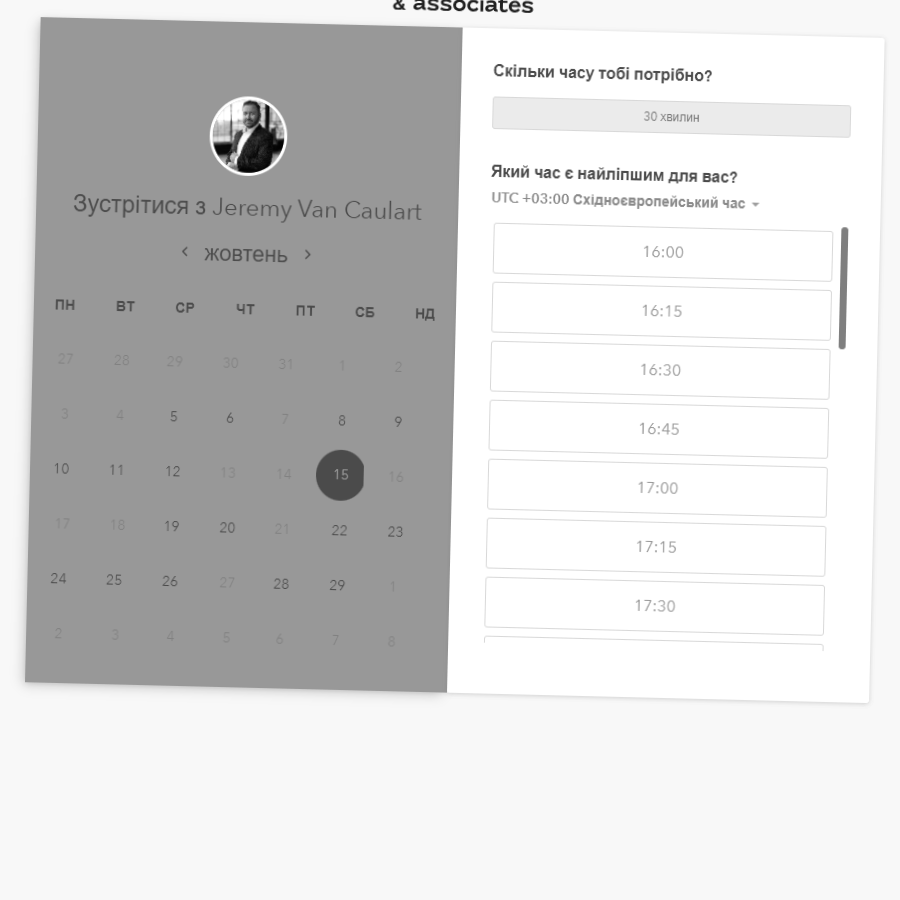 & associates
Зустрітися з Jeremy Van Caulart
жовтень
ПН ВТ СР ЧТ ПТ СБ НД
27 28 29 30 31 1 2
3 4 5 6 7 8 9
10 11 12 13 14 15 16
17 18 19 20 21 22 23
24 25 26 27 28 29 1
2 3 4 5 6 7 8
Скільки часу тобі потрібно?
30 хвилин
Який час є найліпшим для вас?
UTC +03:00 Східноєвропейський час
16:00
16:15
16:30
16:45
17:00
17:15
17:30